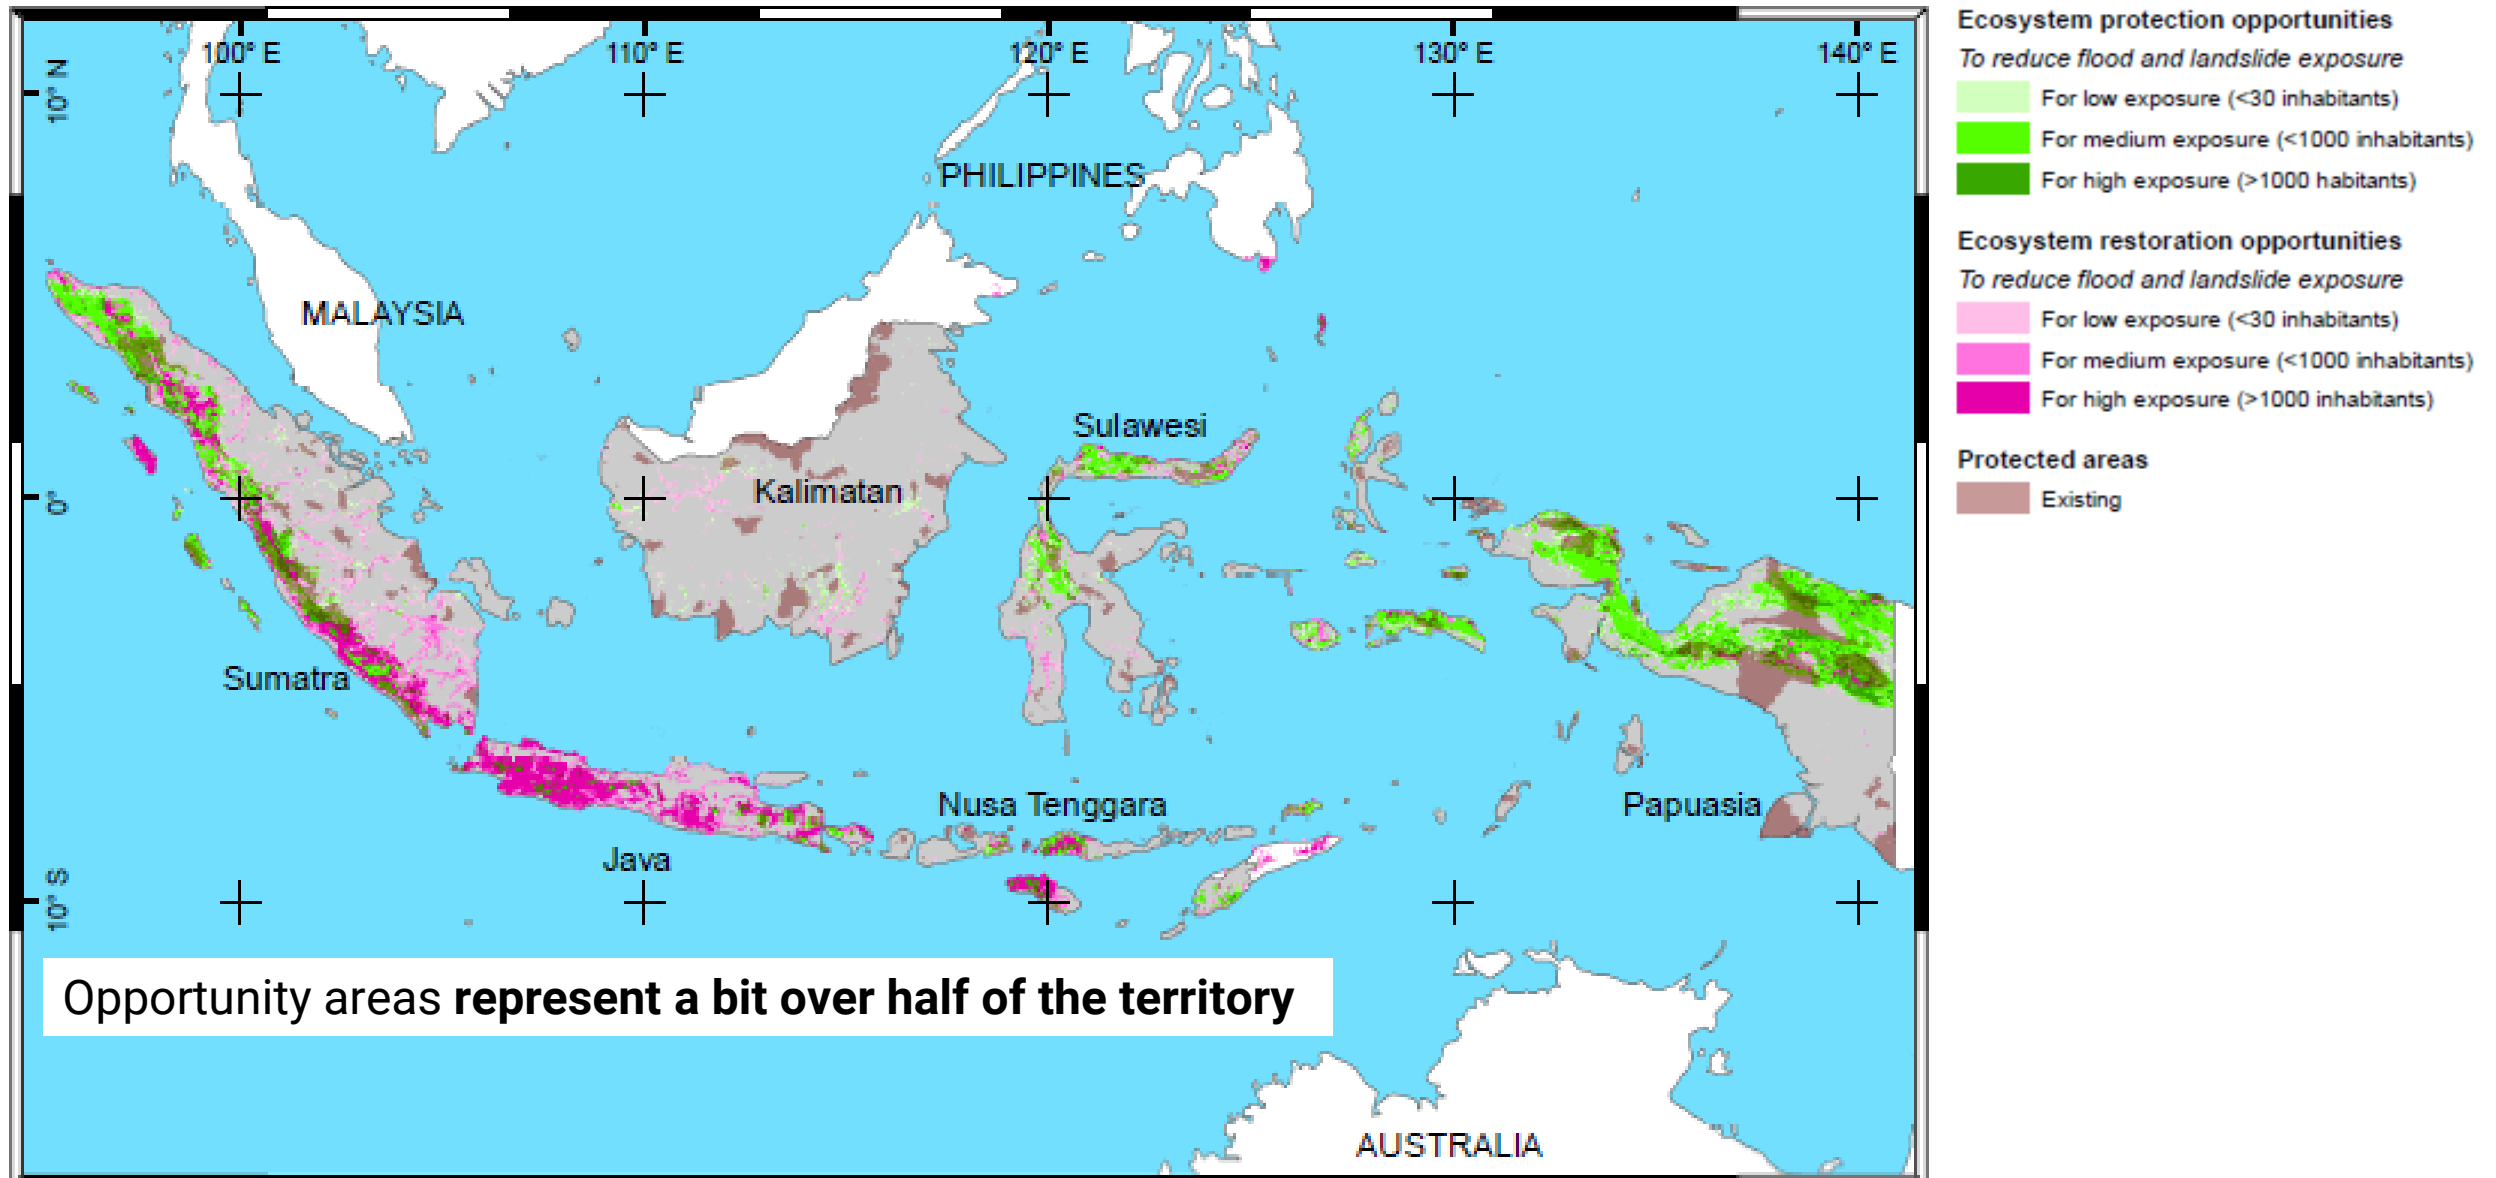 100° E
110° E
120° E
130° E
140° E
10° N
PHILIPPINES
MALAYSIA
Sulawesi
Kalimatan
0°
Sumatra
Nusa Tenggara
Papuasia
Java
10° S
Opportunity areas represent a bit over half of the territory
AUSTRALIA
Ecosystem protection opportunities
To reduce flood and landslide exposure
For low exposure (<30 inhabitants)
For medium exposure (<1000 inhabitants)
For high exposure (>1000 habitants)
Ecosystem restoration opportunities
To reduce flood and landslide exposure
For low exposure (<30 inhabitants)
For medium exposure (<1000 inhabitants)
For high exposure (>1000 inhabitants)
Protected areas
Existing